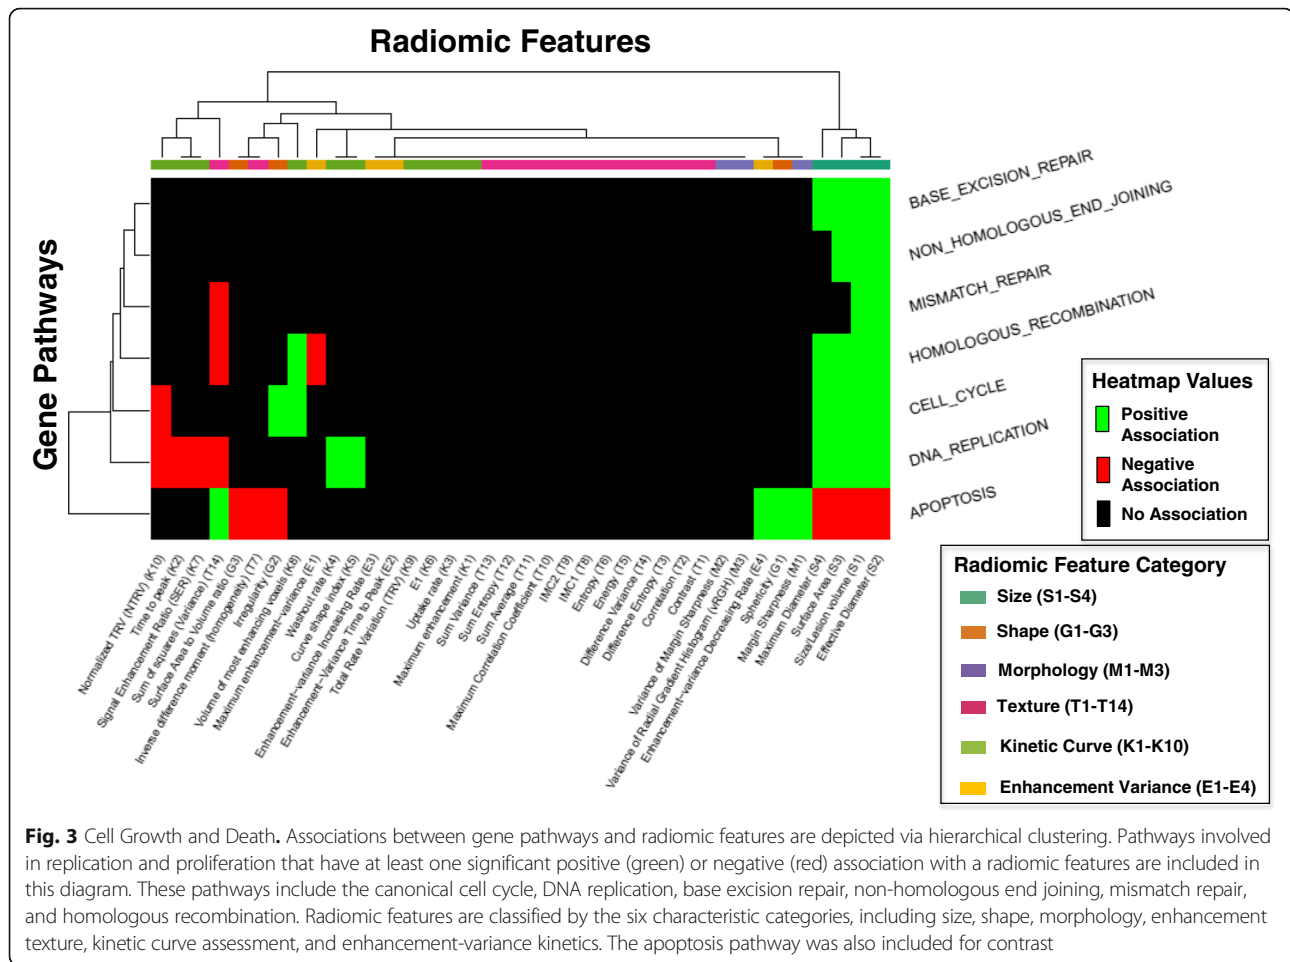 Radiomic Features
Gene Pathways
BASE_EXCISION_REPAIR
NON_HOMOLOGOUS_END_JOINING
MISMATCH_REPAIR
HOMOLOGOUS_RECOMBINATION
CELL_CYCLE
DNA_REPLICATION
APOPTOSIS
Heatmap Values
Positive
Association
Negative
Association
No Association
Normalized TRV (NTRV) (K10)
Time to peak (K2)
Signal Enhancement Ratio (SER) (K7)
Sum of squares (Variance) (T14)
Surface Area to Volume ratio (G3)
Inverse difference moment (homogeneity) (T7)
Irregularity (G2)
Volume of most enhancing voxels (K8)
Maximum enhancement-variance (E1)
Washout rate (K4)
Curve shape index (K5)
Enhancement-variance Increasing Rate (E3)
Enhancement-Variance Time to Peak (E2)
Total Rate Variation (TRV) (K9)
E1 (K6)
Uptake rate (K3)
Maximum enhancement (K1)
Sum Variance (T13)
Sum Entropy (T12)
Sum Average (T11)
Maximum Correlation Coefficient (T10)
IMC2 (T9)
IMC1 (T8)
Entropy (T6)
Energy (T5)
Difference Variance (T4)
Difference Entropy (T3)
Correlation (T2)
Contrast (T1)
Variance of Margin Sharpness (M2)
Variance of Radial Gradient Histogram (vRGH) (M3)
Enhancement-variance Decreasing Rate (E4)
Sphericity (G1)
Margin Sharpness (M1)
Maximum Diameter (S4)
Surface Area (S3)
Size/Lesion volume (S1)
Effective Diameter (S2)
Radiomic Feature Category
Size (S1-S4)
Shape (G1-G3)
Morphology (M1-M3)
Texture (T1-T14)
Kinetic Curve (K1-K10)
Enhancement Variance (E1-E4)
Fig. 3 Cell Growth and Death. Associations between gene pathways and radiomic features are depicted via hierarchical clustering. Pathways involved
in replication and proliferation that have at least one significant positive (green) or negative (red) association with a radiomic features are included in
this diagram. These pathways include the canonical cell cycle, DNA replication, base excision repair, non-homologous end joining, mismatch repair,
and homologous recombination. Radiomic features are classified by the six characteristic categories, including size, shape, morphology, enhancement
texture, kinetic curve assessment, and enhancement-variance kinetics. The apoptosis pathway was also included for contrast